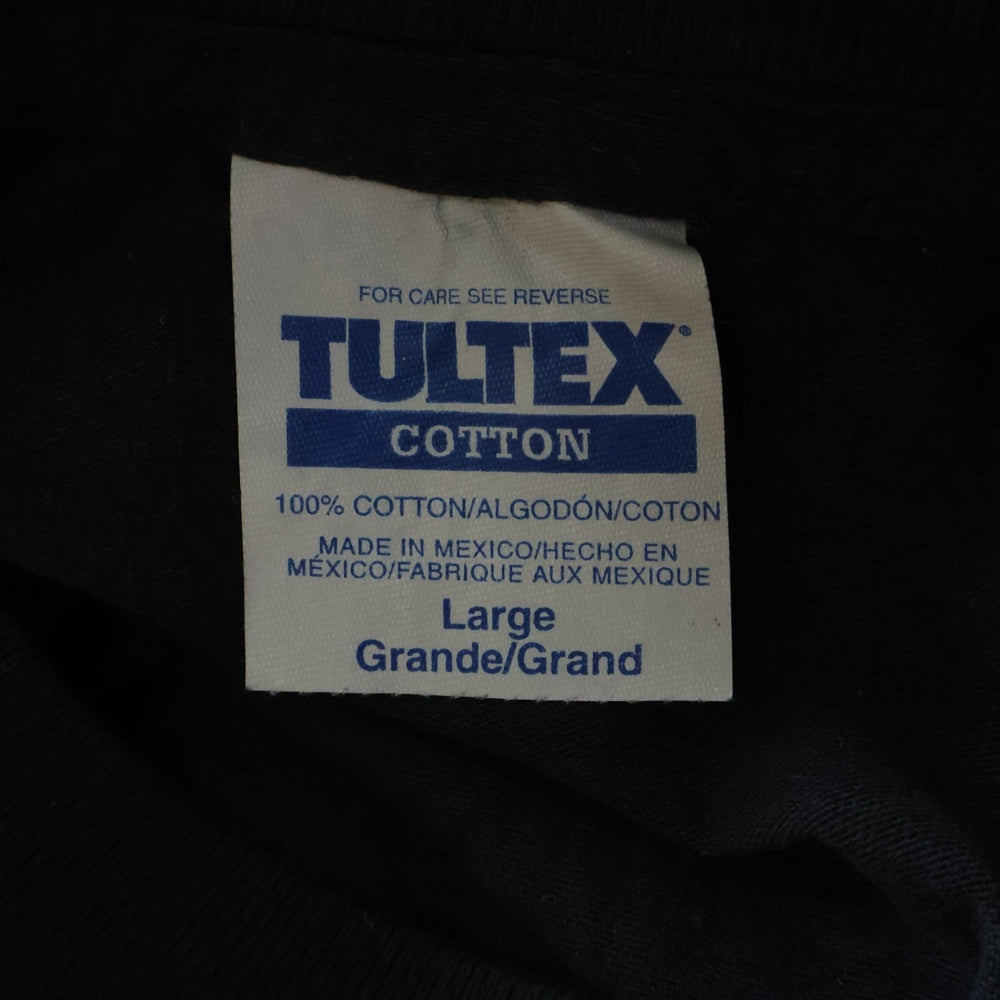 FOR CARE SEE REVERSE
TULTEX®
COTTON
100% COTTON/ALGODÓN/COTON
MADE IN MEXICO/HECHO EN
MÉXICO/FABRIQUE AUX MEXIQUE
Large
Grande/Grand